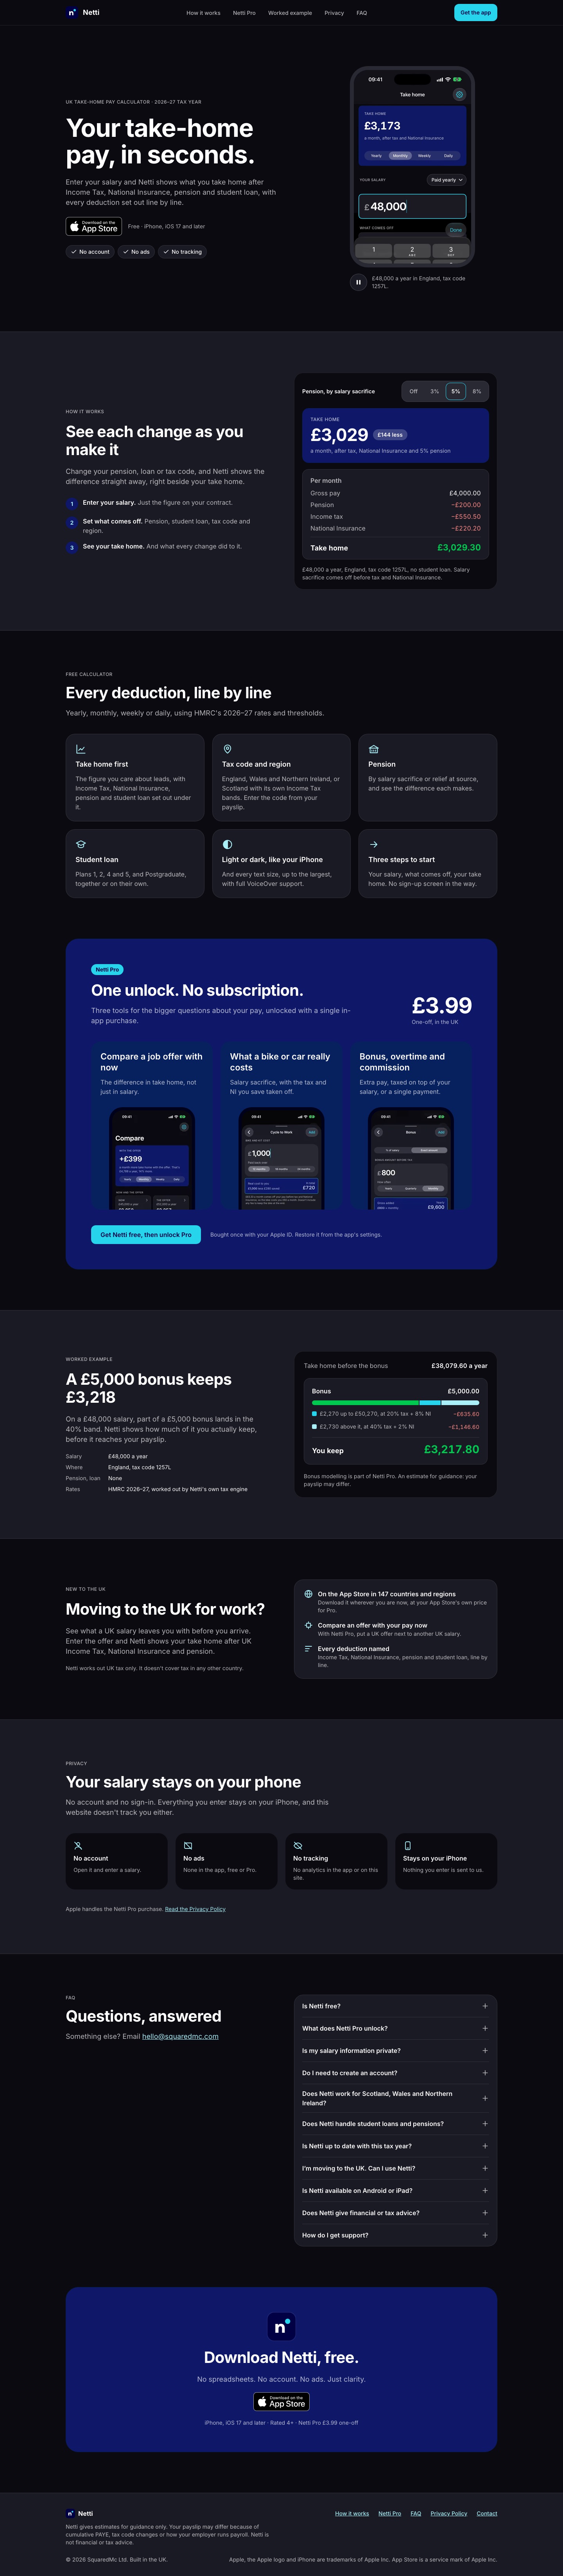 Netti
How it works
Netti Pro
Worked example
Privacy
FAQ
Get the app
UK TAKE-HOME PAY CALCULATOR · 2026–27 TAX YEAR
Your take-home
pay, in seconds.
Enter your salary and Netti shows what you take home after
Income Tax, National Insurance, pension and student loan, with
every deduction set out line by line.
Download on the
App Store
Free · iPhone, iOS 17 and later
No account
No ads
No tracking
09:41
Take home
TAKE HOME
£3,173
a month, after tax and National Insurance
Yearly
Monthly
Weekly
Daily
YOUR SALARY
Paid yearly
£48,000
WHAT COMES OFF
Done
1
2
ABC
3
DEF
£48,000 a year in England, tax code
1257L.
HOW IT WORKS
See each change as you
make it
Change your pension, loan or tax code, and Netti shows the
difference straight away, right beside your take home.
1 Enter your salary. Just the figure on your contract.
2 Set what comes off. Pension, student loan, tax code and
region.
3 See your take home. And what every change did to it.
Pension, by salary sacrifice
Off
3%
5%
8%
TAKE HOME
£3,029
£144 less
a month, after tax, National Insurance and 5% pension
Per month
Gross pay £4,000.00
Pension −£200.00
Income tax −£550.50
National Insurance −£220.20
Take home £3,029.30
£48,000 a year, England, tax code 1257L, no student loan. Salary
sacrifice comes off before tax and National Insurance.
FREE CALCULATOR
Every deduction, line by line
Yearly, monthly, weekly or daily, using HMRC's 2026–27 rates and thresholds.
Take home first
The figure you care about leads, with
Income Tax, National Insurance,
pension and student loan set out under
it.
Tax code and region
England, Wales and Northern Ireland, or
Scotland with its own Income Tax
bands. Enter the code from your
payslip.
Pension
By salary sacrifice or relief at source,
and see the difference each makes.
Student loan
Plans 1, 2, 4 and 5, and Postgraduate,
together or on their own.
Light or dark, like your iPhone
And every text size, up to the largest,
with full VoiceOver support.
Three steps to start
Your salary, what comes off, your take
home. No sign-up screen in the way.
Netti Pro
One unlock. No subscription.
Three tools for the bigger questions about your pay, unlocked with a single in-
app purchase.
£3.99
One-off, in the UK
Compare a job offer with
now
The difference in take home, not
just in salary.
09:41
Compare
+£399
Yearly
Monthly
Weekly
Daily
What a bike or car really
costs
Salary sacrifice, with the tax and
NI you save taken off.
09:41
Cycle to Work
Add
£1,000
£720
Bonus, overtime and
commission
Extra pay, taxed on top of your
salary, or a single payment.
09:41
Bonus
Add
£800
£9,600
Get Netti free, then unlock Pro
Bought once with your Apple ID. Restore it from the app's settings.
WORKED EXAMPLE
A £5,000 bonus keeps
£3,218
On a £48,000 salary, part of a £5,000 bonus lands in the
40% band. Netti shows how much of it you actually keep,
before it reaches your payslip.
Salary £48,000 a year
Where England, tax code 1257L
Pension, loan None
Rates HMRC 2026–27, worked out by Netti's own tax engine
Take home before the bonus £38,079.60 a year
Bonus £5,000.00
£2,270 up to £50,270, at 20% tax + 8% NI −£635.60
£2,730 above it, at 40% tax + 2% NI −£1,146.60
You keep £3,217.80
Bonus modelling is part of Netti Pro. An estimate for guidance: your
payslip may differ.
NEW TO THE UK
Moving to the UK for work?
See what a UK salary leaves you with before you arrive.
Enter the offer and Netti shows your take home after UK
Income Tax, National Insurance and pension.
Netti works out UK tax only. It doesn't cover tax in any other country.
On the App Store in 147 countries and regions
Download it wherever you are now, at your App Store's own price
for Pro.
Compare an offer with your pay now
With Netti Pro, put a UK offer next to another UK salary.
Every deduction named
Income Tax, National Insurance, pension and student loan, line by
line.
PRIVACY
Your salary stays on your phone
No account and no sign-in. Everything you enter stays on your iPhone, and this
website doesn't track you either.
No account
Open it and enter a salary.
No ads
None in the app, free or Pro.
No tracking
No analytics in the app or on this
site.
Stays on your iPhone
Nothing you enter is sent to us.
Apple handles the Netti Pro purchase. Read the Privacy Policy
FAQ
Questions, answered
Something else? Email hello@squaredmc.com
Is Netti free?
What does Netti Pro unlock?
Is my salary information private?
Do I need to create an account?
Does Netti work for Scotland, Wales and Northern
Ireland?
Does Netti handle student loans and pensions?
Is Netti up to date with this tax year?
I'm moving to the UK. Can I use Netti?
Is Netti available on Android or iPad?
Does Netti give financial or tax advice?
How do I get support?
n
Download Netti, free.
No spreadsheets. No account. No ads. Just clarity.
Download on the
App Store
iPhone, iOS 17 and later · Rated 4+ · Netti Pro £3.99 one-off
Netti
Netti gives estimates for guidance only. Your payslip may differ because of
cumulative PAYE, tax code changes or how your employer runs payroll. Netti is
not financial or tax advice.
How it works
Netti Pro
FAQ
Privacy Policy
Contact
© 2026 SquaredMc Ltd. Built in the UK.
Apple, the Apple logo and iPhone are trademarks of Apple Inc. App Store is a service mark of Apple Inc.